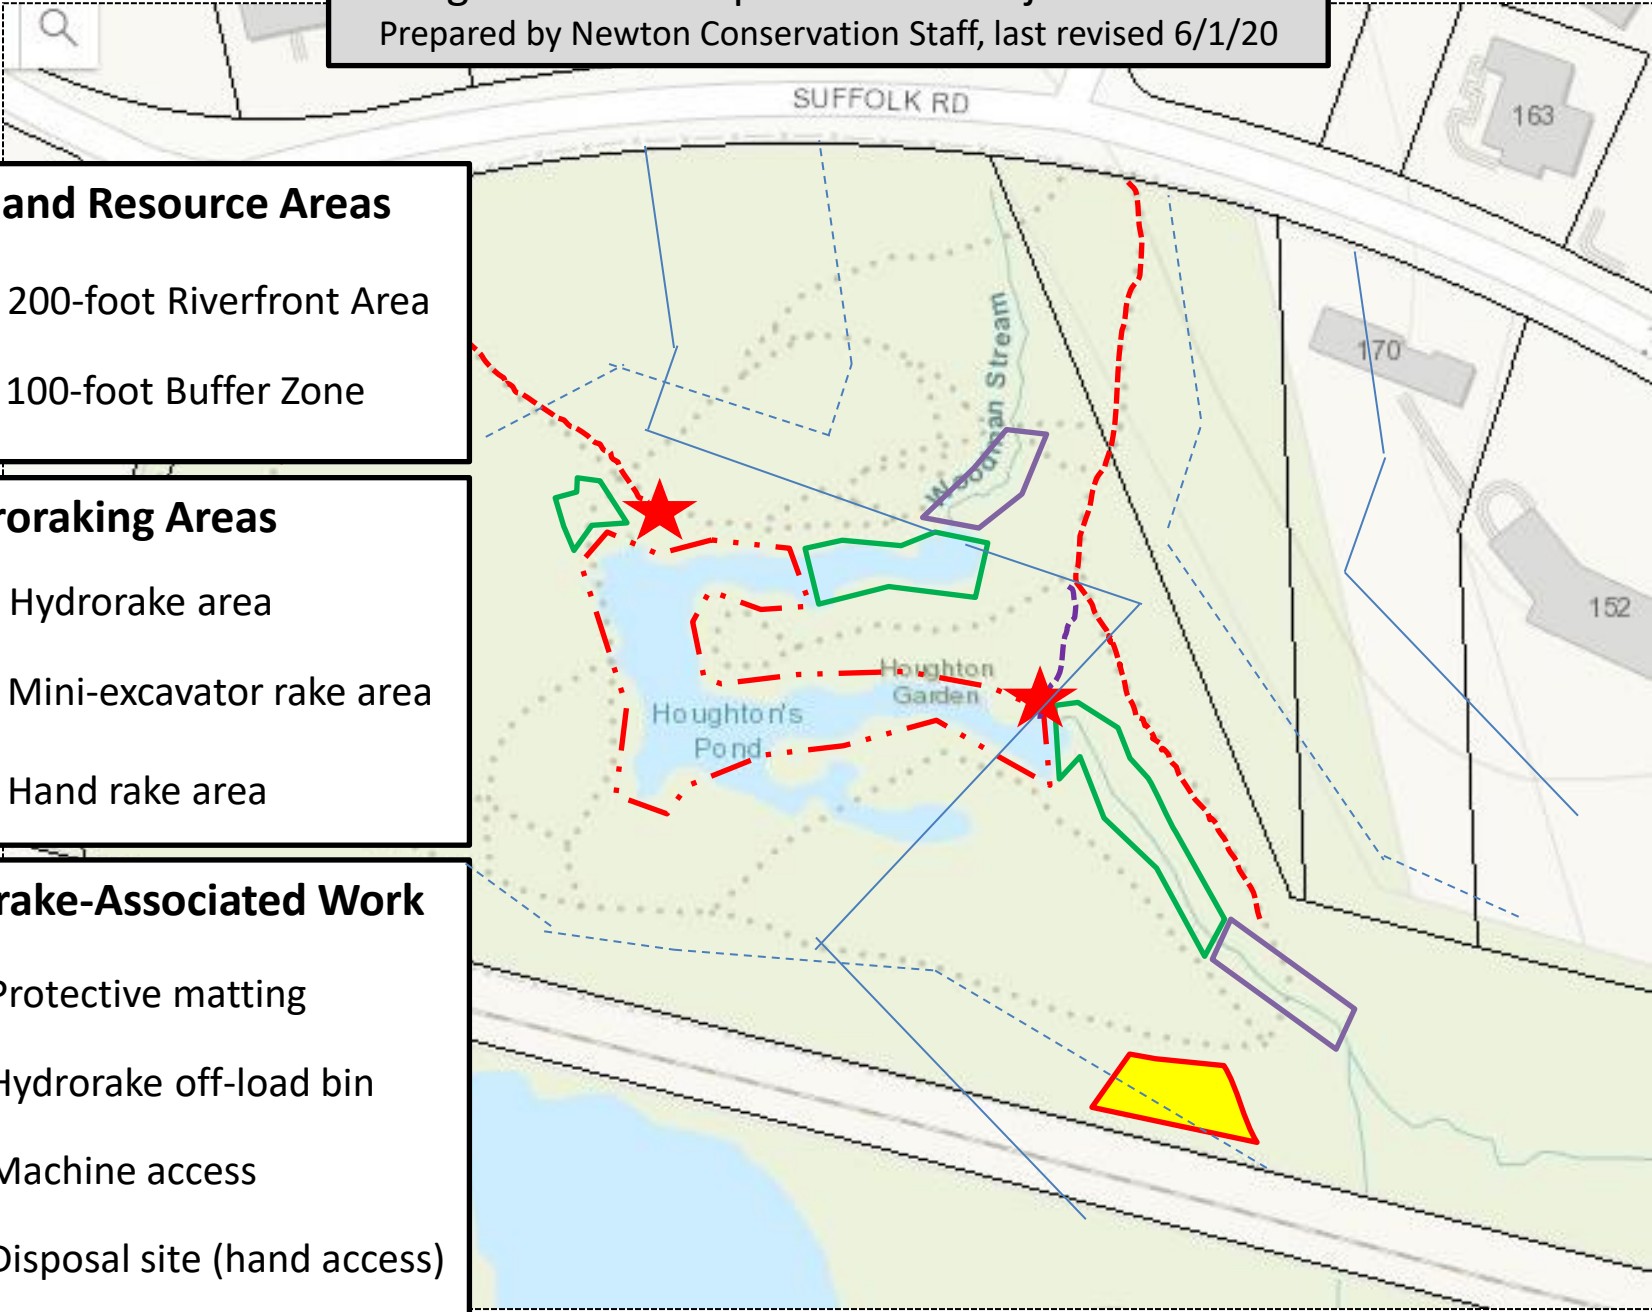 Prepared by Newton Conservation Staff, last revised 6/1/20
SUFFOLK RD
163
and Resource Areas
200-foot Riverfront Area
100-foot Buffer Zone
Woodman Stream
170
roraking Areas
Hydrorake area
Mini-excavator rake area
Hand rake area
152
Houghton
Garden
Houghton's
Pond
rake-Associated Work
Protective matting
Hydrorake off-load bin
Machine access
Disposal site (hand access)